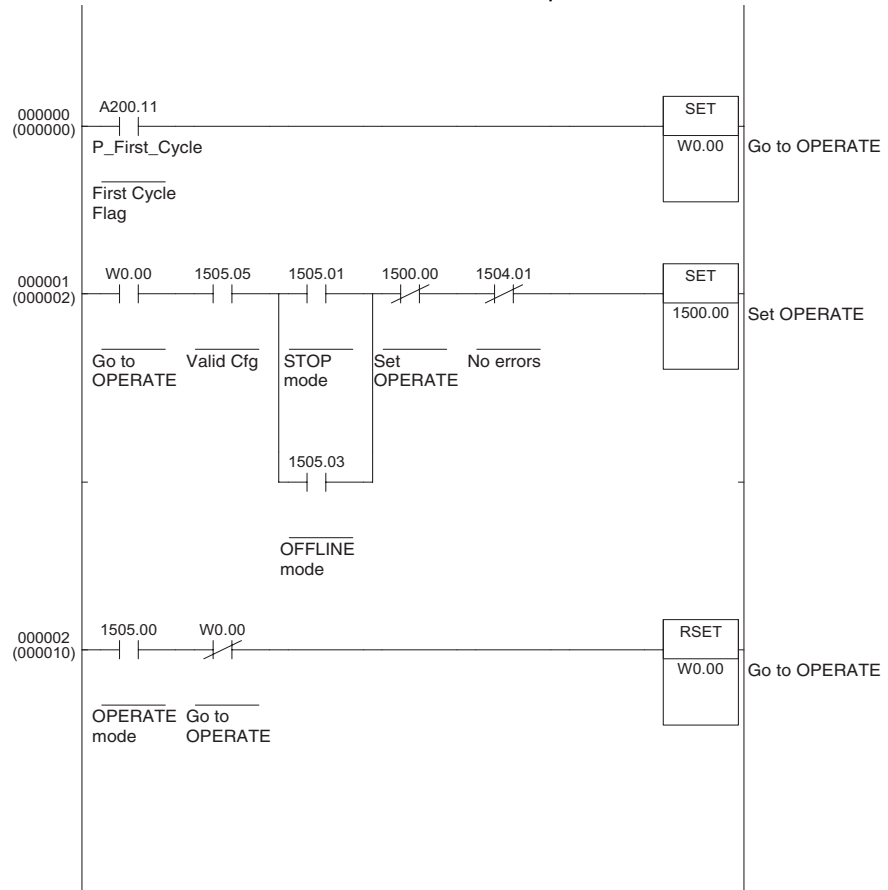 000000
(000000)
A200.11
P_First_Cycle
First Cycle
Flag
SET
W0.00
Go to OPERATE
000001
(000002)
W0.00
1505.05
1505.01
1500.00
1504.01
SET
1500.00
Set OPERATE
Go to
OPERATE
Valid Cfg
STOP
mode
Set
OPERATE
No errors
1505.03
OFFLINE
mode
000002
(000010)
1505.00
W0.00
RSET
W0.00
Go to OPERATE
OPERATE
mode
Go to
OPERATE